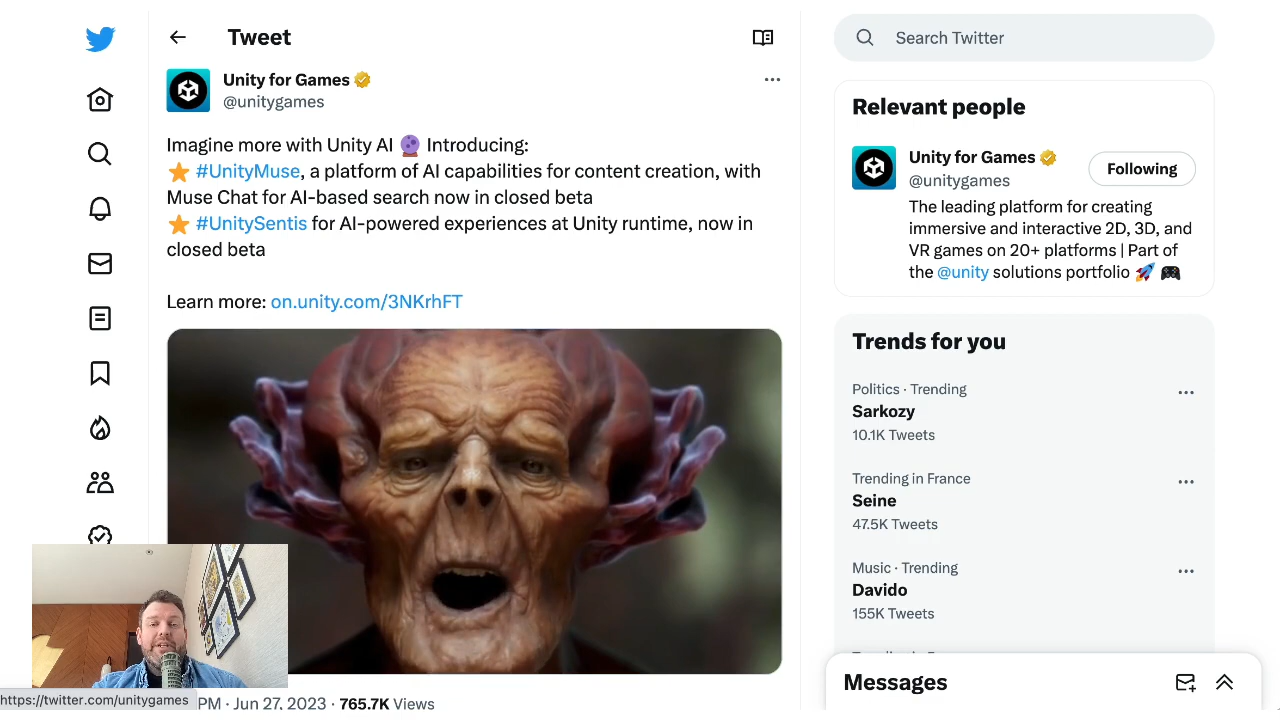 Tweet
Unity for Games
@unitygames
Imagine more with Unity AI 🔮 Introducing:
⭐ #UnityMuse, a platform of AI capabilities for content creation, with
Muse Chat for AI-based search now in closed beta
⭐ #UnitySentis for AI-powered experiences at Unity runtime, now in
closed beta
Learn more: on.unity.com/3NKrhFT
PM · Jun 27, 2023 · 765.7K Views
https://twitter.com/unitygames
Search Twitter
Relevant people
Unity for Games
@unitygames
Following
The leading platform for creating
immersive and interactive 2D, 3D, and
VR games on 20+ platforms | Part of
the @unity solutions portfolio 🚀 🎮
Trends for you
Politics · Trending
Sarkozy
10.1K Tweets
Trending in France
Seine
47.5K Tweets
Music · Trending
Davido
155K Tweets
Messages